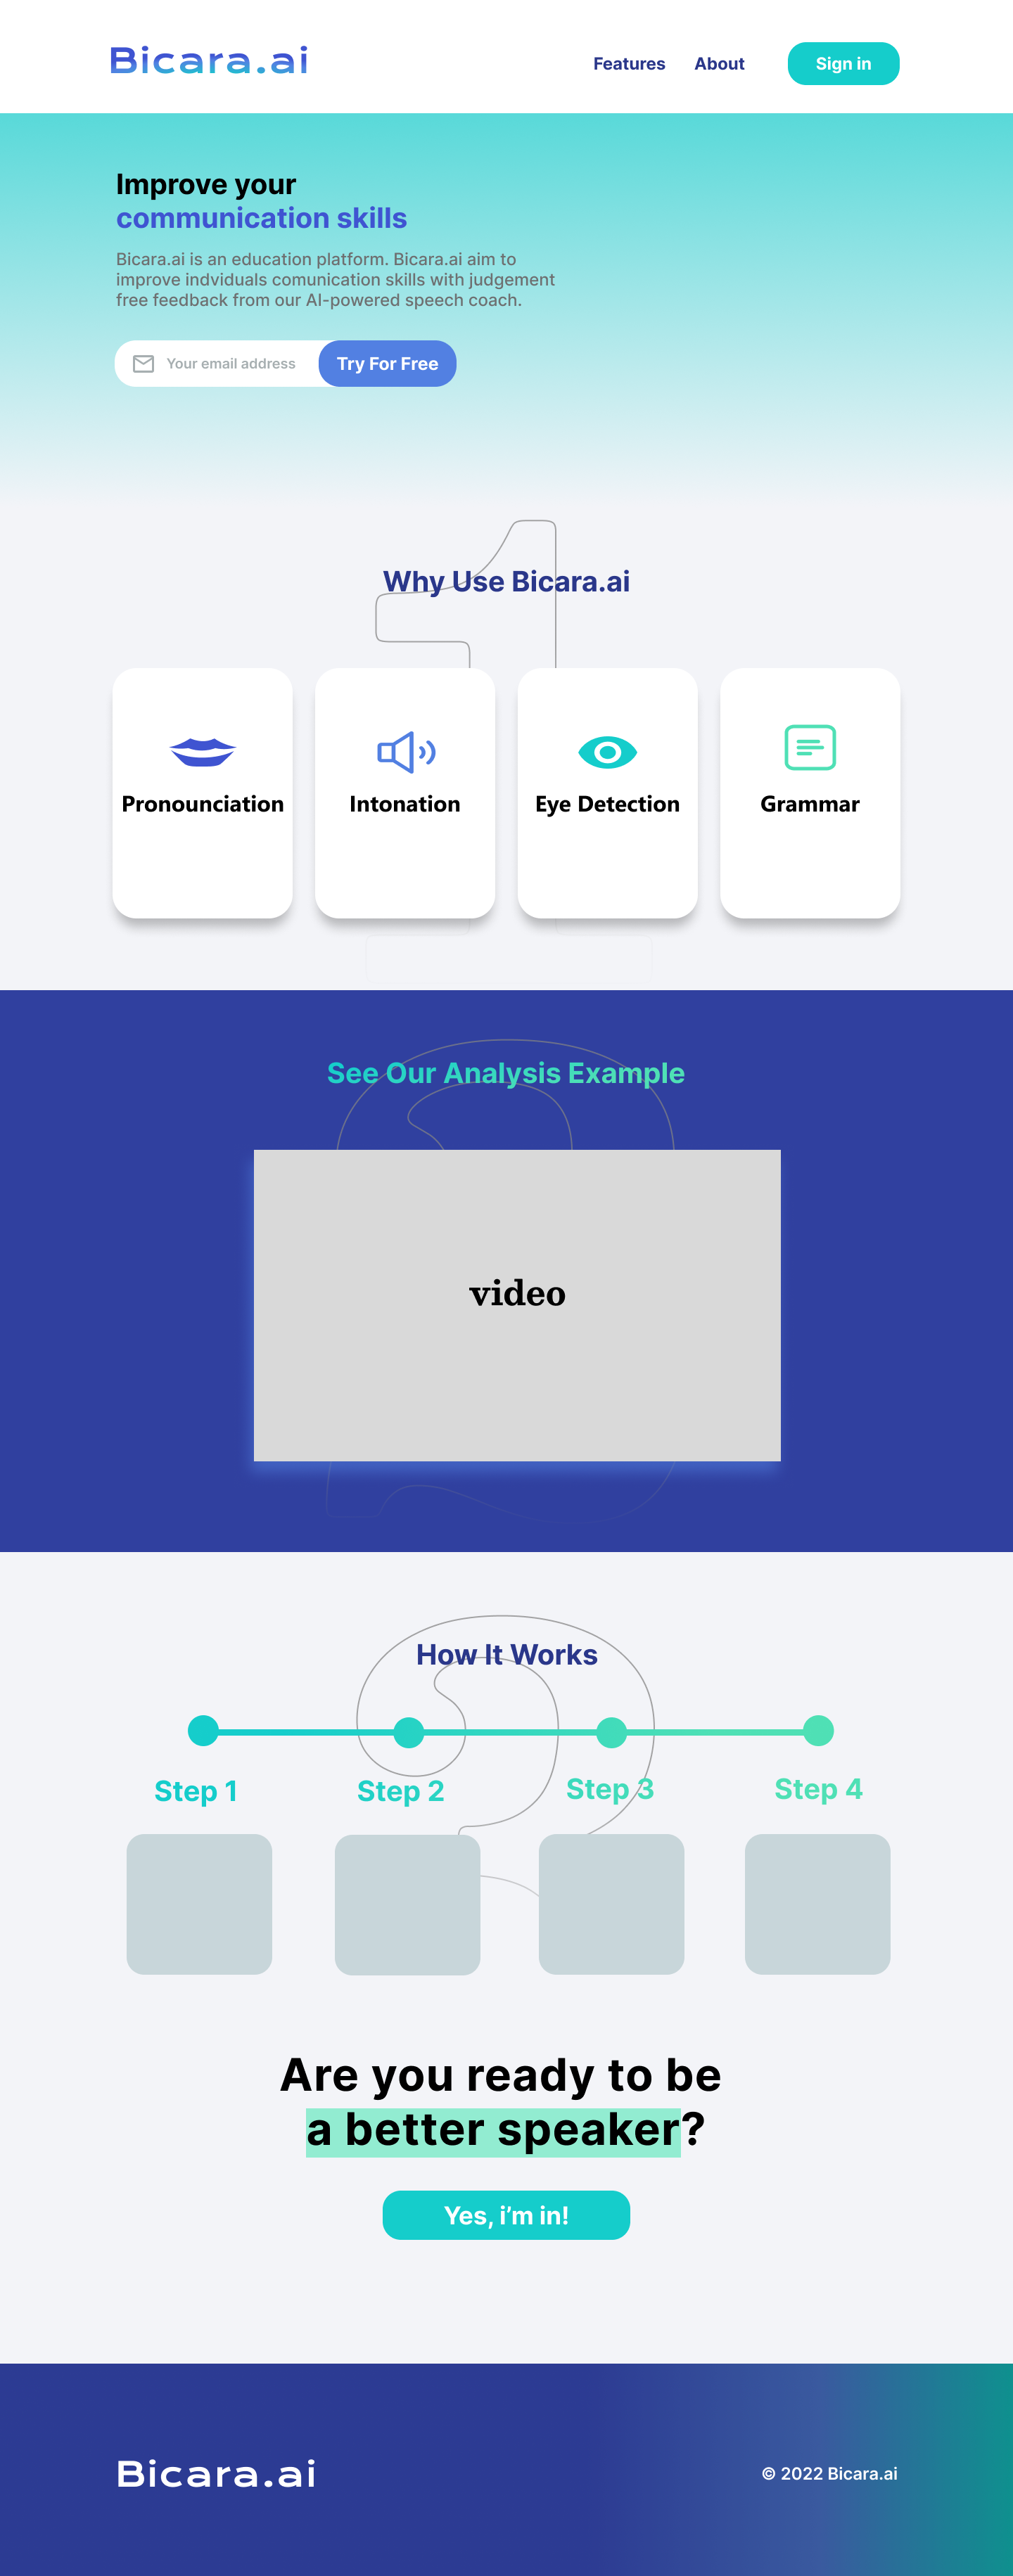 Bicara.ai
Features
About
Sign in
Improve your
communication skills
Bicara.ai is an education platform. Bicara.ai aim to
improve indviduals comunication skills with judgement
free feedback from our AI-powered speech coach.
Your email address
Try For Free
1
Why Use Bicara.ai
Pronounciation
Intonation
Eye Detection
Grammar
2
See Our Analysis Example
video
3
How It Works
Step 1
Step 2
Step 3
Step 4
Are you ready to be
a better speaker?
Yes, i’m in!
Bicara.ai
© 2022 Bicara.ai